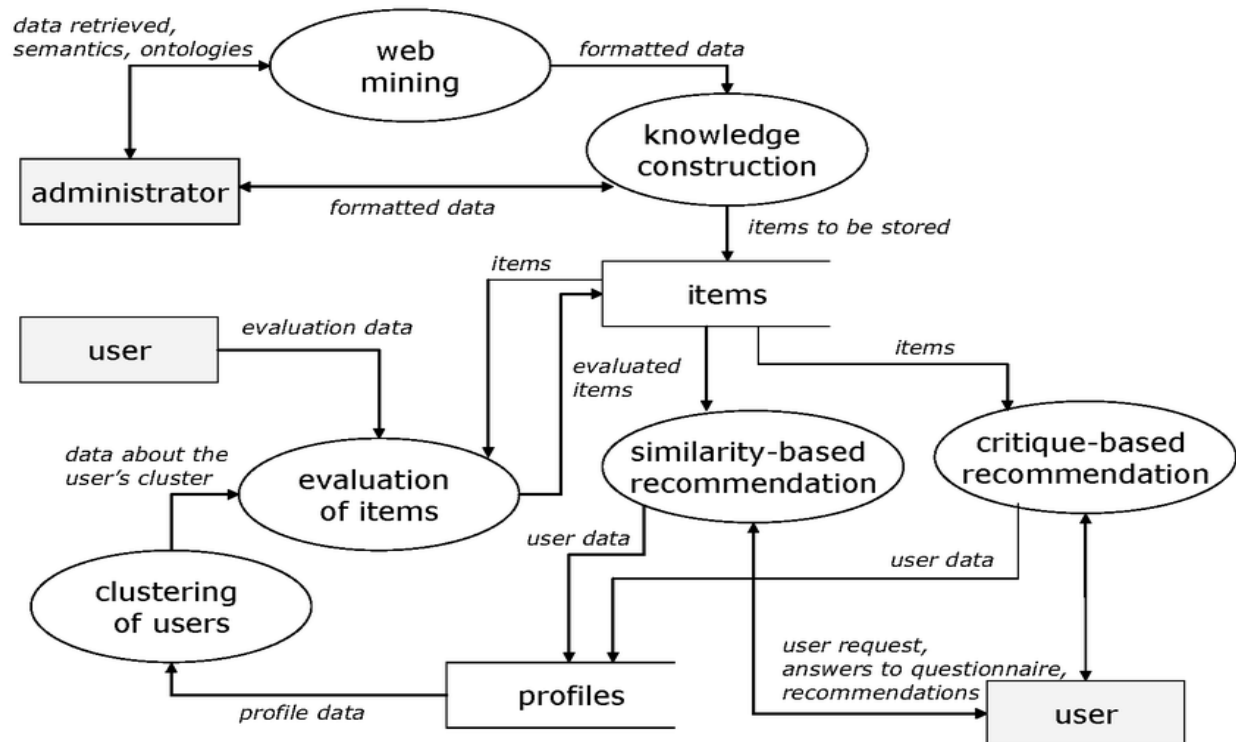 data retrieved,
semantics, ontologies
web
mining
formatted data
knowledge
construction
administrator
formatted data
items to be stored
items
items
user
evaluation data
evaluated
items
items
data about the
user's cluster
evaluation
of items
similarity-based
recommendation
critique-based
recommendation
user data
user data
clustering
of users
user request,
answers to questionnaire,
recommendations
profiles
profile data
user